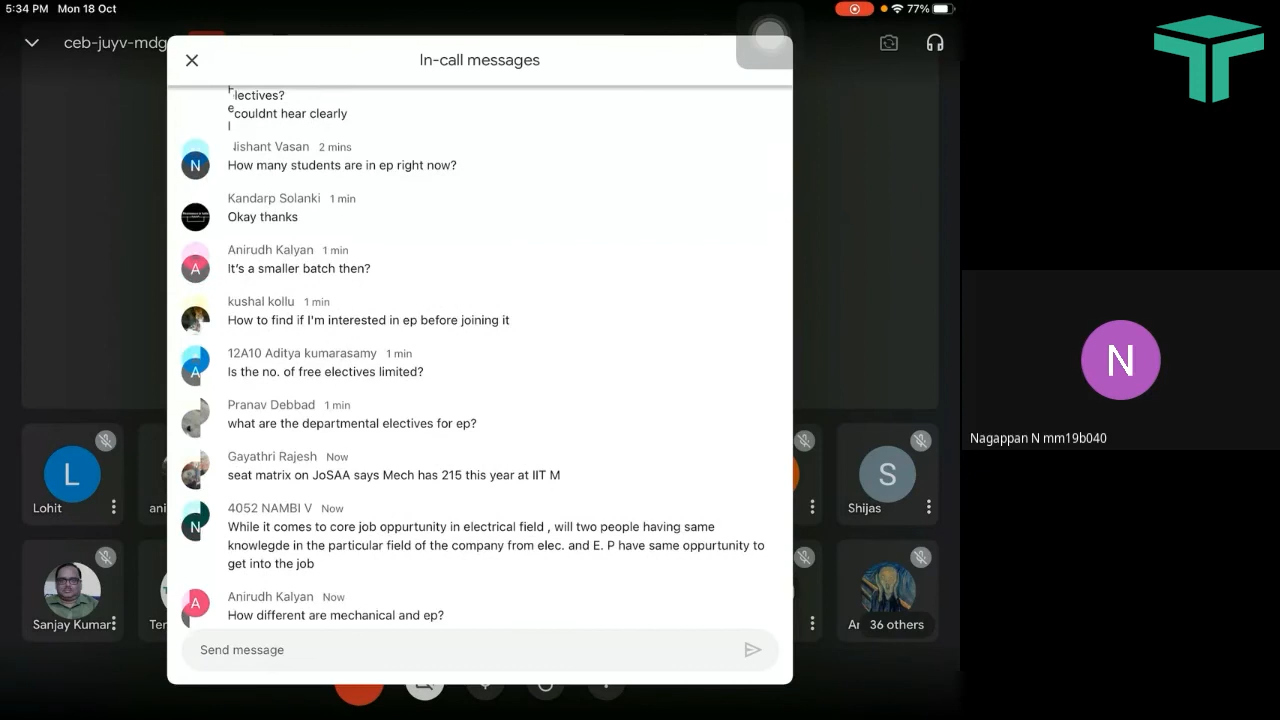 5:34 PM Mon 18 Oct
77%
ceb-juyv-mdg
In-call messages
lectives?
couldnt hear clearly
Nishant Vasan 2 mins
How many students are in ep right now?
Kandarp Solanki 1 min
Okay thanks
Anirudh Kalyan 1 min
It's a smaller batch then?
kushal kollu 1 min
How to find if I'm interested in ep before joining it
12A10 Aditya kumarasamy 1 min
Is the no. of free electives limited?
Pranav Debbad 1 min
what are the departmental electives for ep?
Gayathri Rajesh Now
seat matrix on JoSAA says Mech has 215 this year at IIT M
4052 NAMBI V Now
While it comes to core job oppurtunity in electrical field , will two people having same
knowlegde in the particular field of the company from elec. and E. P have same oppurtunity to
get into the job
Anirudh Kalyan Now
How different are mechanical and ep?
Send message
L
Lohit
ani
S
Shijas
Sanjay Kumar
Ter
36 others
N
Nagappan N mm19b040